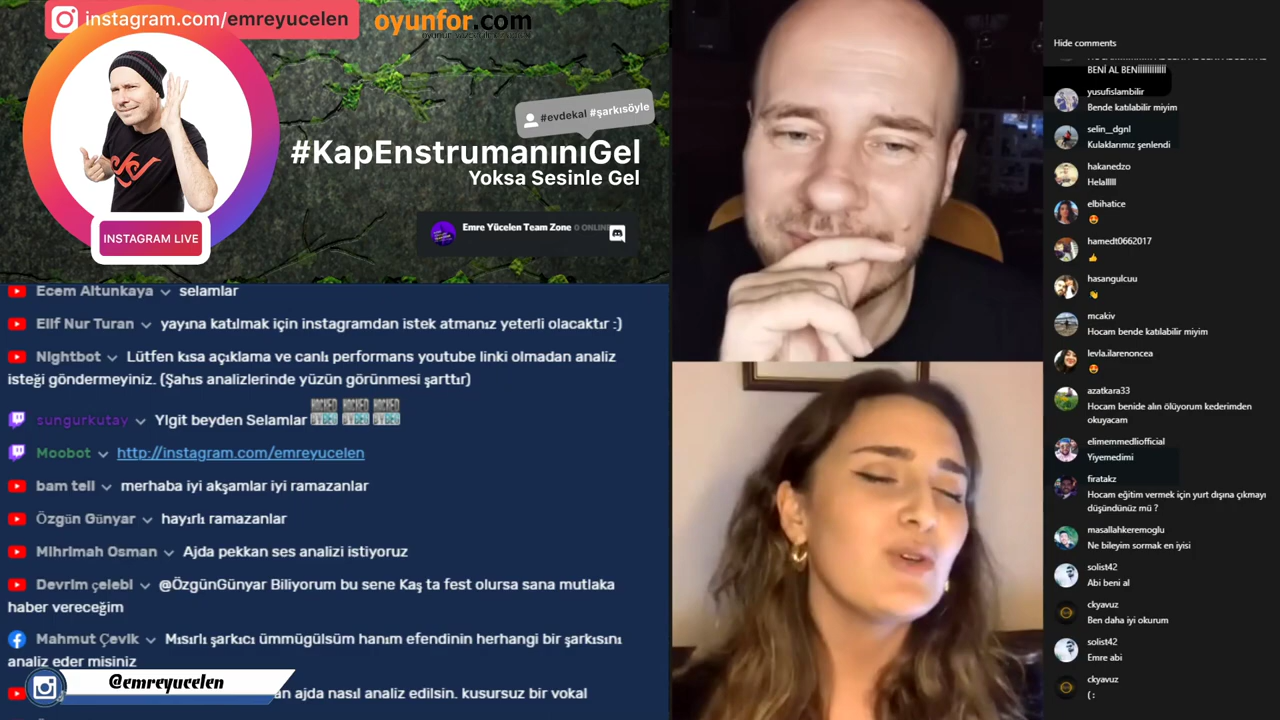 instagram.com/emreyucelen
oyunfor.com
#evdekal #şarkısöyle
#KapEnstrumanınıGel
Yoksa Sesinle Gel
INSTAGRAM LIVE
Emre Yücelen Team Zone 0 ONLINE
Ecem Altunkaya selamlar
Elif Nur Turan yayına katılmak için instagramdan istek atmanız yeterli olacaktır :)
Nightbot Lütfen kısa açıklama ve canlı performans youtube linki olmadan analiz
isteği göndermeyiniz. (Şahıs analizlerinde yüzün görünmesi şarttır)
sungurkutay YIgit beyden Selamlar
Moobot http://instagram.com/emreyucelen
bam tell merhaba iyi akşamlar iyi ramazanlar
Özgün Günyar hayırlı ramazanlar
Mihrimah Osman Ajda pekkan ses analizi istiyoruz
Devrim çelebi @ÖzgünGünyar Biliyorum bu sene Kaş ta fest olursa sana mutlaka
haber vereceğim
Mahmut Çevik Mısırlı şarkıcı ümmügülsüm hanım efendinin herhangi bir şarkısını
analiz eder misiniz
@emreyucelen
an ajda nasıl analiz edilsin. kusursuz bir vokal
Hide comments
BENİ AL BENİİİİİİİİİİİİ
yusufislambilir
Bende katılabilir miyim
selin__dgnl
Kulaklarımız şenlendi
hakanedzo
Helalllll
elbihatice
😍
hamedt0662017
👍
hasangulcuu
👏
mcakiv
Hocam bende katılabilir miyim
levla.ilarenoncea
😍
azatkara33
Hocam benide alın ölüyorum kederimden
okuyacam
elimemmedliofficial
Yiyemedimi
firatakz
Hocam eğitim vermek için yurt dışına çıkmayı
düşündünüz mü ?
masallahkeremoglu
Ne bileyim sormak en iyisi
solist42
Abi beni al
ckyavuz
Ben daha iyi okurum
solist42
Emre abi
ckyavuz
( :